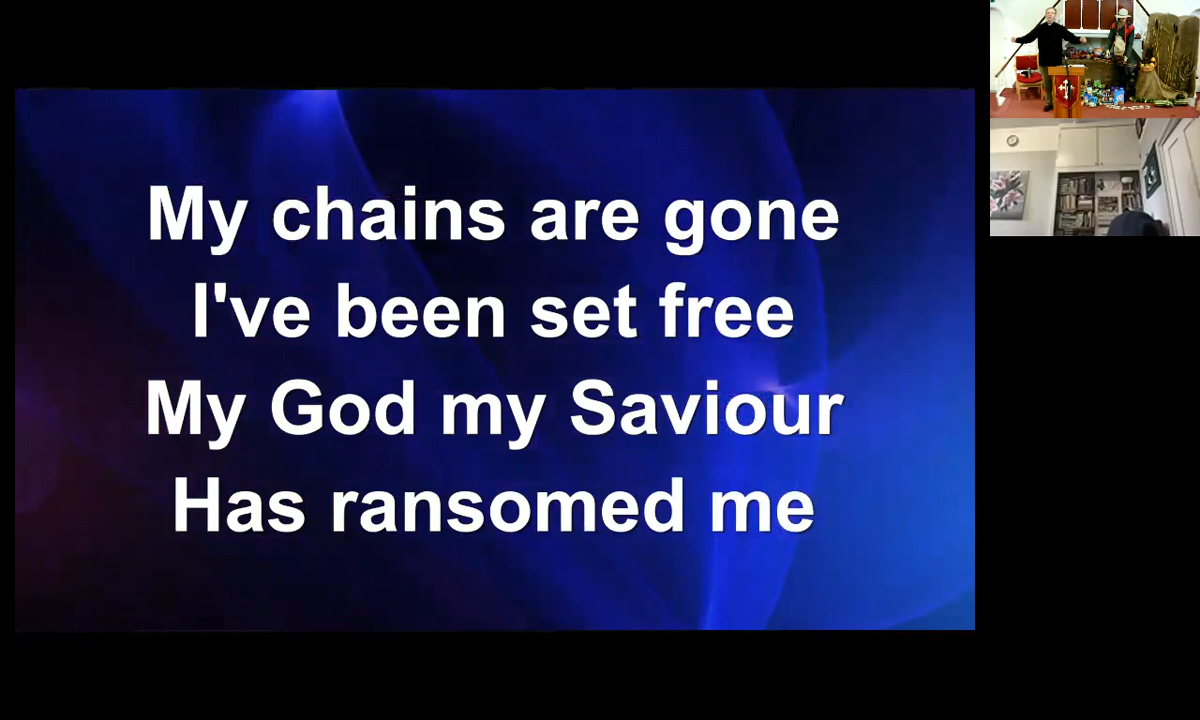 My chains are gone
I've been set free
My God my Saviour
Has ransomed me